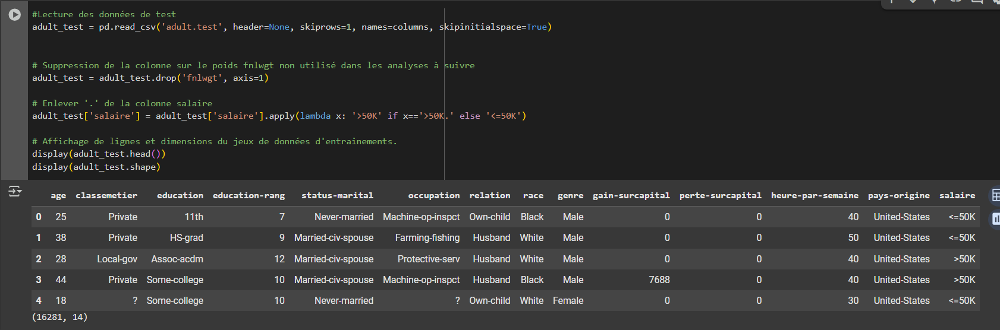 #Lecture des données de test
adult_test = pd.read_csv('adult.test', header=None, skiprows=1, names=columns, skipinitialspace=True)
# Suppression de la colonne sur le poids fnlwgt non utilisé dans les analyses à suivre
adult_test = adult_test.drop('fnlwgt', axis=1)
# Enlever '.' de la colonne salaire
adult_test['salaire'] = adult_test['salaire'].apply(lambda x: '>50K' if x=='>50K.' else '<=50K')
# Affichage de lignes et dimensions du jeux de données d'entrainements.
display(adult_test.head())
display(adult_test.shape)
age classemetier education education-rang status-marital occupation relation race genre gain-surcapital perte-surcapital heure-par-semaine pays-origine salaire
0 25 Private 11th 7 Never-married Machine-op-inspct Own-child Black Male 0 0 40 United-States <=50K
1 38 Private HS-grad 9 Married-civ-spouse Farming-fishing Husband White Male 0 0 50 United-States <=50K
2 28 Local-gov Assoc-acdm 12 Married-civ-spouse Protective-serv Husband White Male 0 0 40 United-States >50K
3 44 Private Some-college 10 Married-civ-spouse Machine-op-inspct Husband Black Male 7688 0 40 United-States >50K
4 18 ? Some-college 10 Never-married ? Own-child White Female 0 0 30 United-States <=50K
(16281, 14)